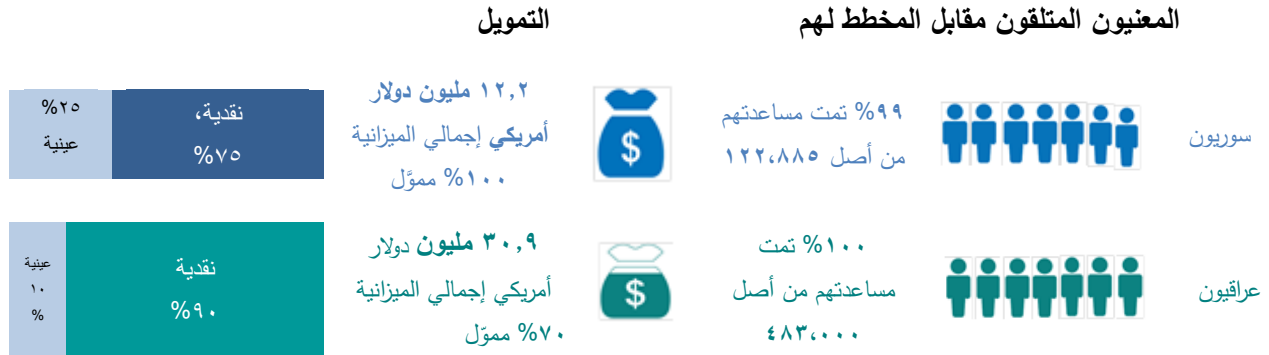 المعنيون المتلقون مقابل المخطط لهم
التمويل
سوريون
٩٩% تمت مساعدتهم
من أصل ١٢٢،٨٨٥
$
١٢,٢ مليون دولار
أمريكي إجمالي الميزانية
١٠٠% مموَّل
نقدية،
٧٥%
٢٥%
عينية
عراقيون
١٠٠% تمت
مساعدتهم من أصل
٤٨٣،٠٠٠
$
٣٠,٩ مليون دولار
أمريكي إجمالي الميزانية
٧٠% مموّل
نقدية
٩٠%
عينية
١٠
%